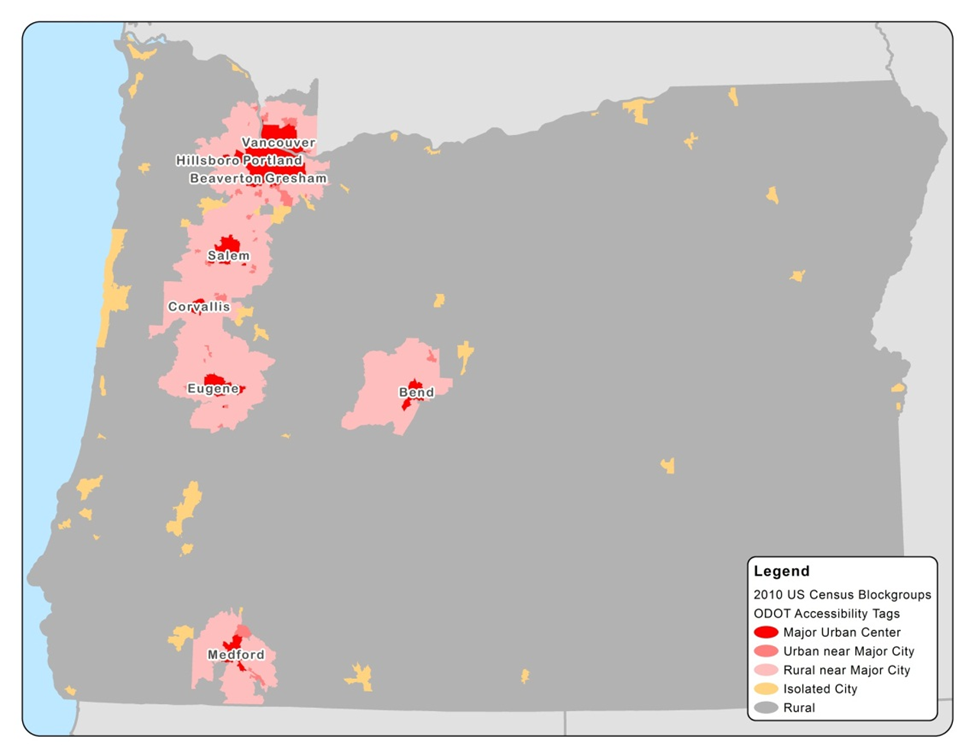 Vancouver
Hillsboro Portland
Beaverton Gresham
Salem
Corvallis
Eugene
Bend
Medford
Legend
2010 US Census Blockgroups
ODOT Accessibility Tags
Major Urban Center
Urban near Major City
Rural near Major City
Isolated City
Rural